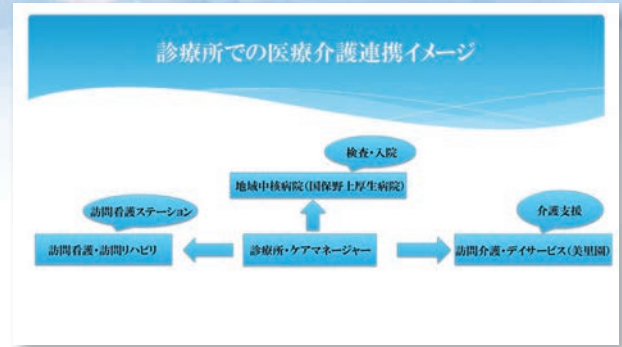 診療所での医療介護連携イメージ
検査・入院
地域中核病院(国保野上厚生病院)
訪問看護ステーション
介護支援
訪問看護・訪問リハビリ
診療所・ケアマネージャー
訪問介護・デイサービス(美里園)